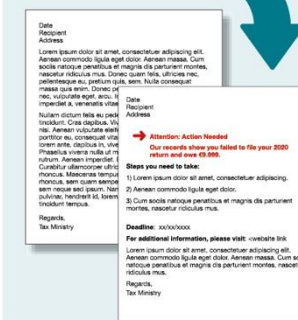 Date
Recipient
Address
Lorem ipsum dolor sit amet, consectetuer adipiscing elit.
Aenean commodo ligula eget dolor. Aenean massa. Cum
sociis natoque penatibus et magnis dis parturient montes,
nascetur ridiculus mus. Donec quam felis, ultricies nec,
pellentesque eu, pretium quis, sem. Nulla consequat
massa quis enim. Donec pe
nec, vulputate eget, arcu. I
imperdiet a, venenatis vitae
Nullam dictum felis eu pede
tincidunt. Cras dapibus. Viv
nisi. Aenean vulputate eleife
porttitor eu, consequat vitae
lorem ante, dapibus in, vive
Phasellus viverra nulla ut m
rutrum. Aenean imperdiet. E
Curabitur ullamcorper ultric
rhoncus. Maecenas tempus
rhoncus, sem quam sempe
sem neque sed ipsum. Nam
pulvinar, hendrerit id, lorem
tincidunt tempus.
Regards,
Tax Ministry
Date
Recipient
Address
Attention: Action Needed
Our records show you failed to file your 2020
return and owe €9.999.
Steps you need to take:
1) Lorem ipsum dolor sit amet, consectetuer adipiscing.
2) Aenean commodo ligula eget dolor.
3) Cum sociis natoque penatibus et magnis dis parturient
montes, nascetur ridiculus mus.
Deadline: xx/xx/xxxx
For additional information, please visit: <website link
Lorem ipsum dolor sit amet, consectetuer adipiscing elit.
Aenean commodo ligula eget dolor. Aenean massa. Cum so
natoque penatibus et magnis dis parturient montes, nascet
ridiculus mus.
Regards,
Tax Ministry